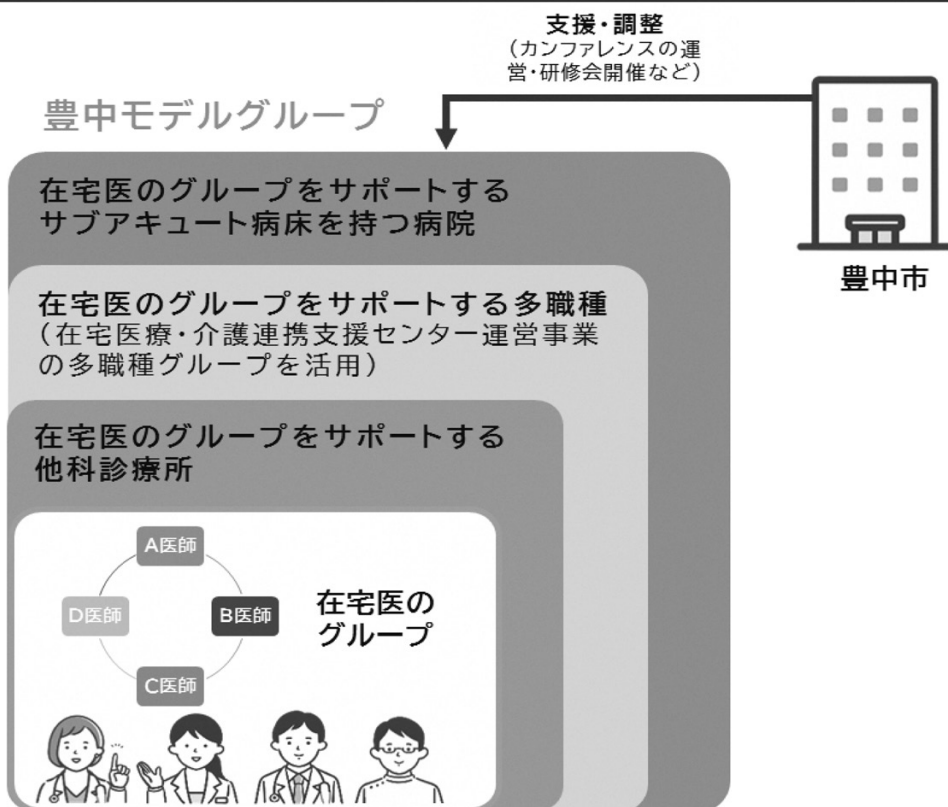 支援・調整
（カンファレンスの運
営・研修会開催など）
豊中モデルグループ
豊中市
在宅医のグループをサポートする
サブアキュート病床を持つ病院
在宅医のグループをサポートする多職種
（在宅医療・介護連携支援センター運営事業
の多職種グループを活用）
在宅医のグループをサポートする
他科診療所
A医師
D医師
B医師
C医師
在宅医の
グループ